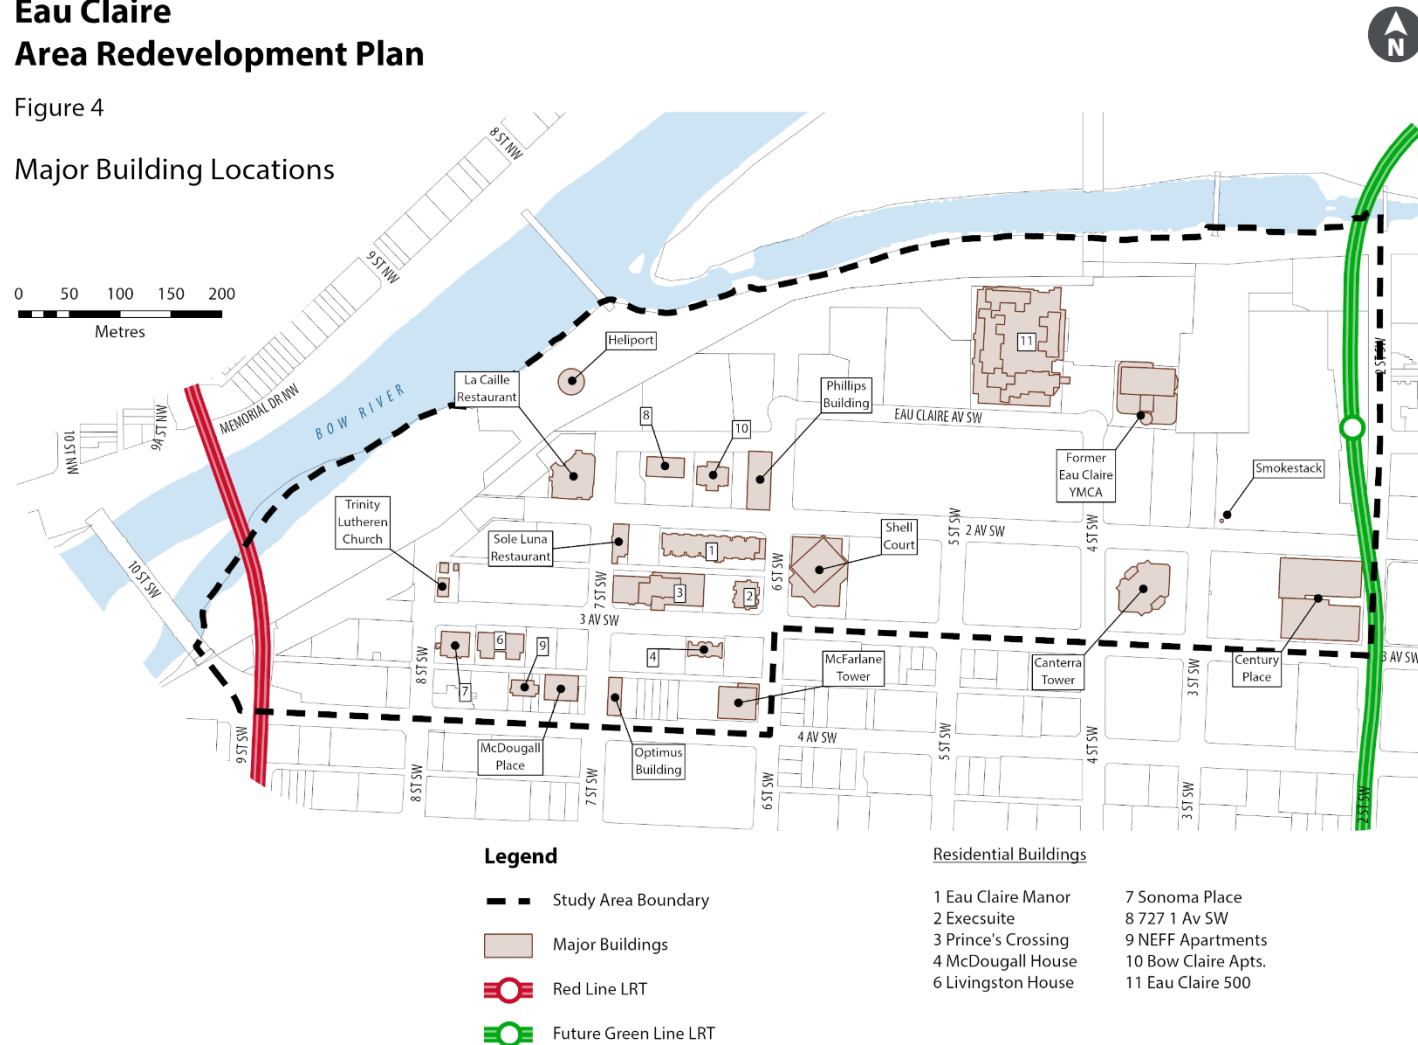 Eau Claire
Area Redevelopment Plan
Figure 4
Major Building Locations
N
0 50 100 150 200
Metres
8 ST NW
9 ST NW
MEMORIAL DR NW
BOW RIVER
9A ST NW
10 ST NW
10 ST SW
Heliport
La Caille
Restaurant
Phillips
Building
8
10
11
EAU CLAIRE AV SW
2 ST SW
Former
Eau Claire
YMCA
Smokestack
Trinity
Lutheren
Church
Sole Luna
Restaurant
1
Shell
Court
5 ST SW
2 AV SW
4 ST SW
6 ST SW
7 ST SW
3
2
3 AV SW
8 ST SW
6
9
7
4
McFarlane
Tower
Canterra
Tower
3 ST SW
Century
Place
3 AV SW
McDougall
Place
Optimus
Building
4 AV SW
9 ST SW
8 ST SW
7 ST SW
6 ST SW
5 ST SW
4 ST SW
3 ST SW
2 ST SW
Legend
Study Area Boundary
Major Buildings
Red Line LRT
Future Green Line LRT
Residential Buildings
1 Eau Claire Manor
2 Execsuite
3 Prince's Crossing
4 McDougall House
6 Livingston House
7 Sonoma Place
8 727 1 Av SW
9 NEFF Apartments
10 Bow Claire Apts.
11 Eau Claire 500